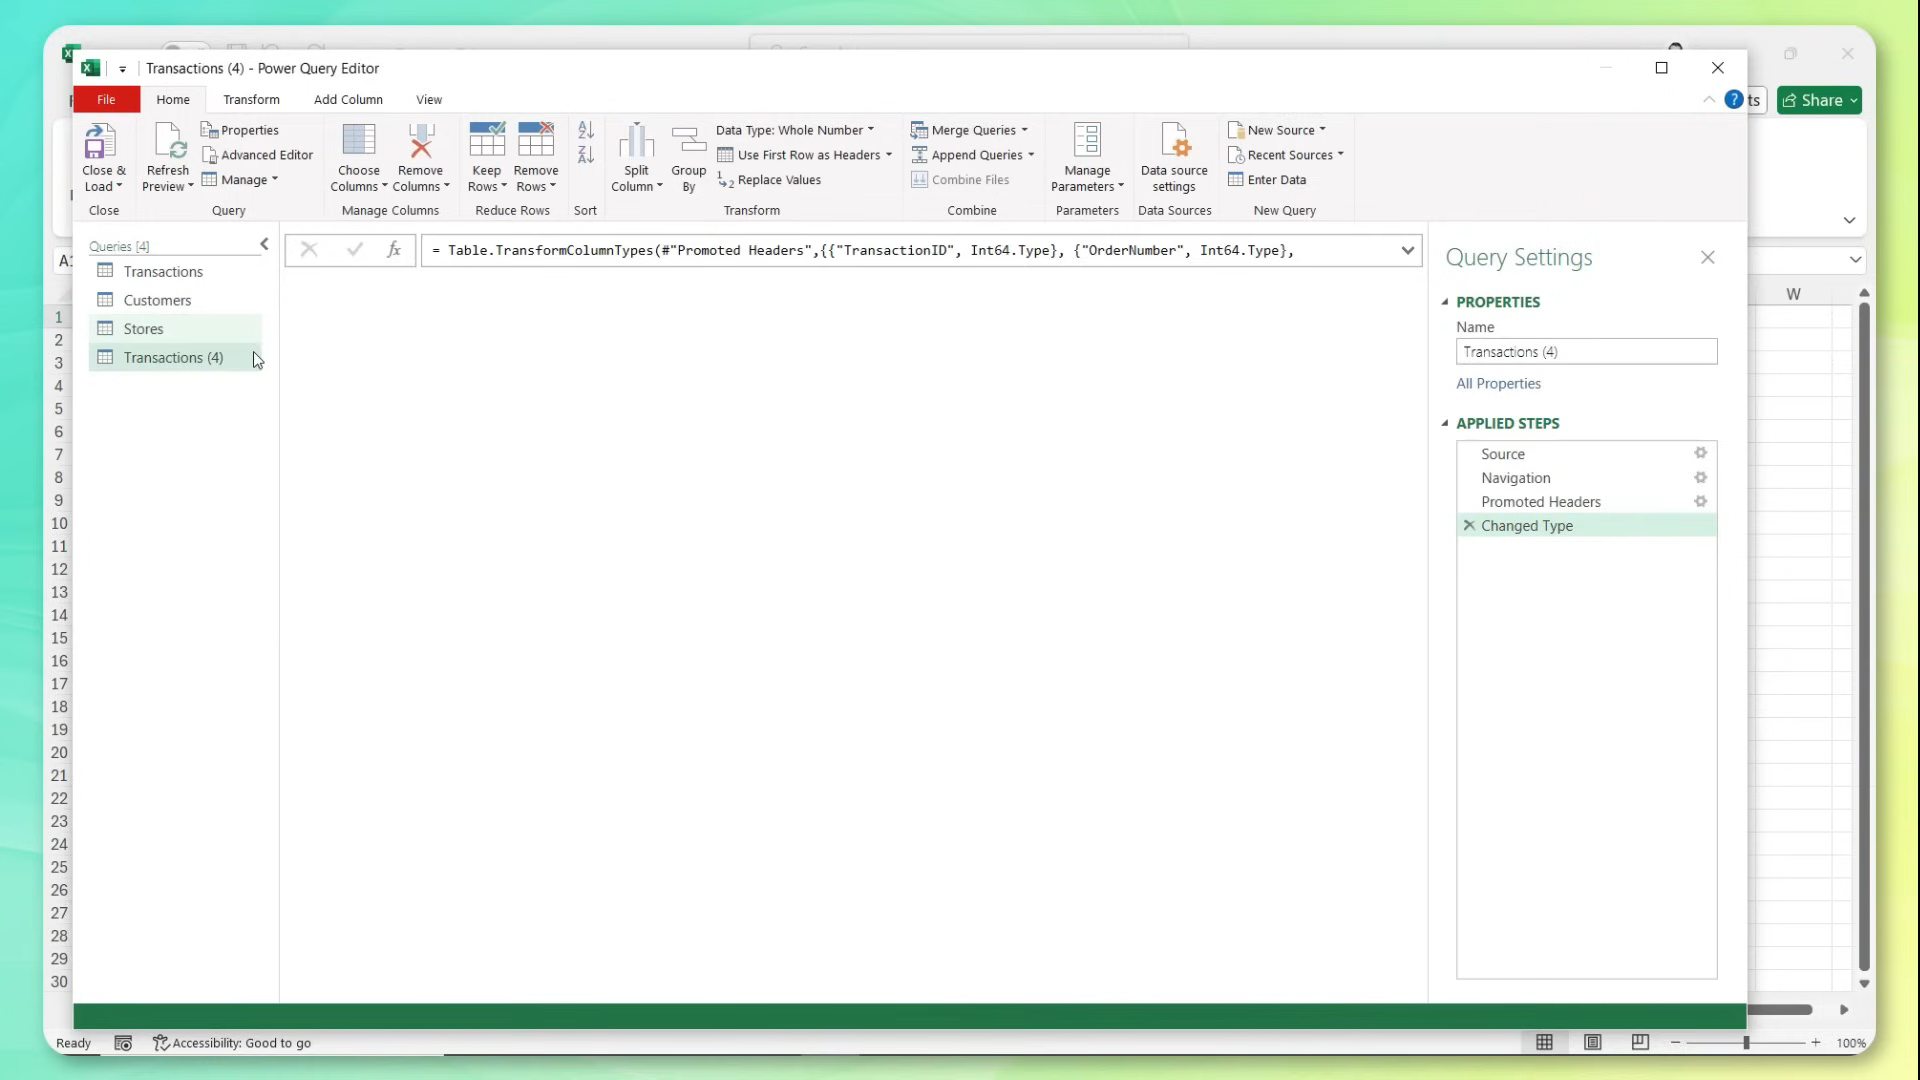 Transactions (4) - Power Query Editor
File
Home
Transform
Add Column
View
?
ts
Share
Close &
Load
Close
Refresh
Preview
Properties
Advanced Editor
Manage
Query
Choose
Columns
Remove
Columns
Manage Columns
Keep
Rows
Remove
Rows
Reduce Rows
Sort
Split
Column
Group
By
Data Type: Whole Number
Use First Row as Headers
Replace Values
Transform
Merge Queries
Append Queries
Combine Files
Combine
Manage
Parameters
Parameters
Data source
settings
Data Sources
New Source
Recent Sources
Enter Data
New Query
Queries [4]
Transactions
Customers
Stores
Transactions (4)
fx
= Table.TransformColumnTypes(#"Promoted Headers",{{"TransactionID", Int64.Type}, {"OrderNumber", Int64.Type},
Query Settings
PROPERTIES
Name
Transactions (4)
All Properties
APPLIED STEPS
Source
Navigation
Promoted Headers
Changed Type
W
1
2
3
4
5
6
7
8
9
10
11
12
13
14
15
16
17
18
19
20
21
22
23
24
25
26
27
28
29
30
Ready
Accessibility: Good to go
100%